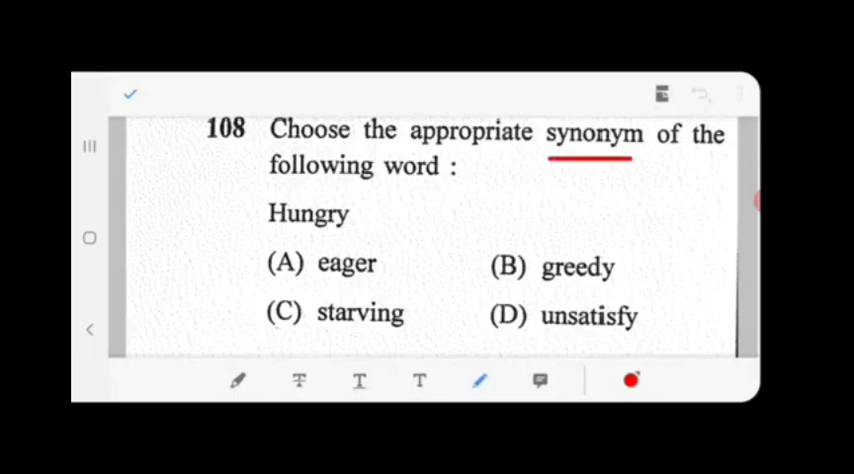 108 Choose the appropriate synonym of the
following word :
Hungry
(A) eager (B) greedy
(C) starving (D) unsatisfy